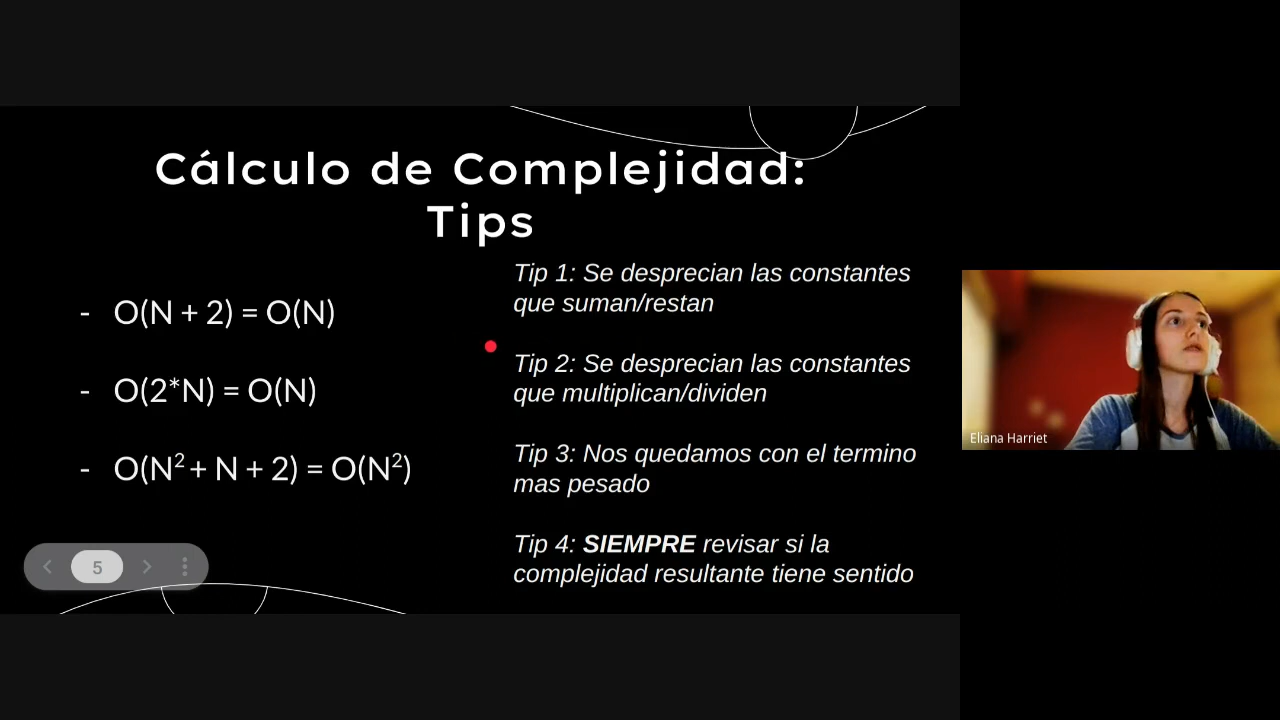 Cálculo de Complejidad:
Tips
- O(N + 2) = O(N)
- O(2*N) = O(N)
- O(N² + N + 2) = O(N²)
Tip 1: Se desprecian las constantes
que suman/restan
Tip 2: Se desprecian las constantes
que multiplican/dividen
Tip 3: Nos quedamos con el termino
mas pesado
Tip 4: SIEMPRE revisar si la
complejidad resultante tiene sentido
5
Eliana Harriet